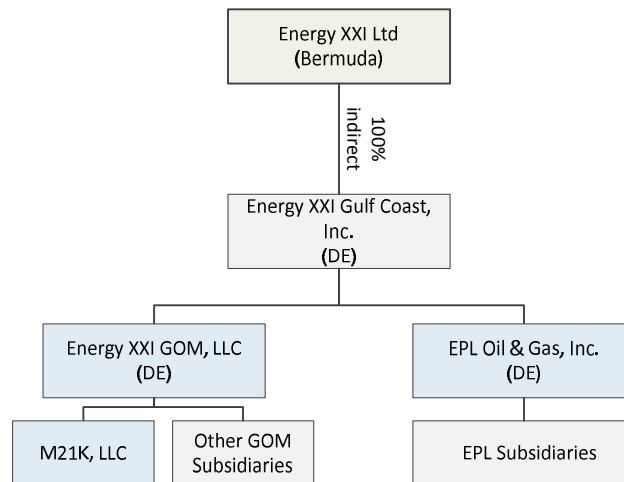 Energy XXI Ltd
(Bermuda)
100%
indirect
Energy XXI Gulf Coast,
Inc.
(DE)
Energy XXI GOM, LLC
(DE)
EPL Oil & Gas, Inc.
(DE)
M21K, LLC
Other GOM
Subsidiaries
EPL Subsidiaries